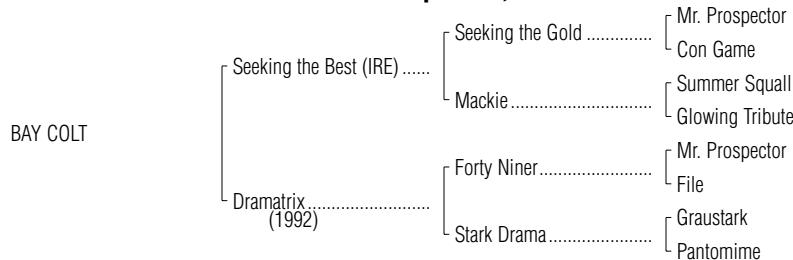 Mr. Prospector
Seeking the Gold ..............
Con Game
Seeking the Best (IRE) ......
Summer Squall
Mackie..............................
Glowing Tribute
BAY COLT
Mr. Prospector
Forty Niner........................
File
Dramatrix..........................
(1992)
Graustark
Stark Drama......................
Pantomime